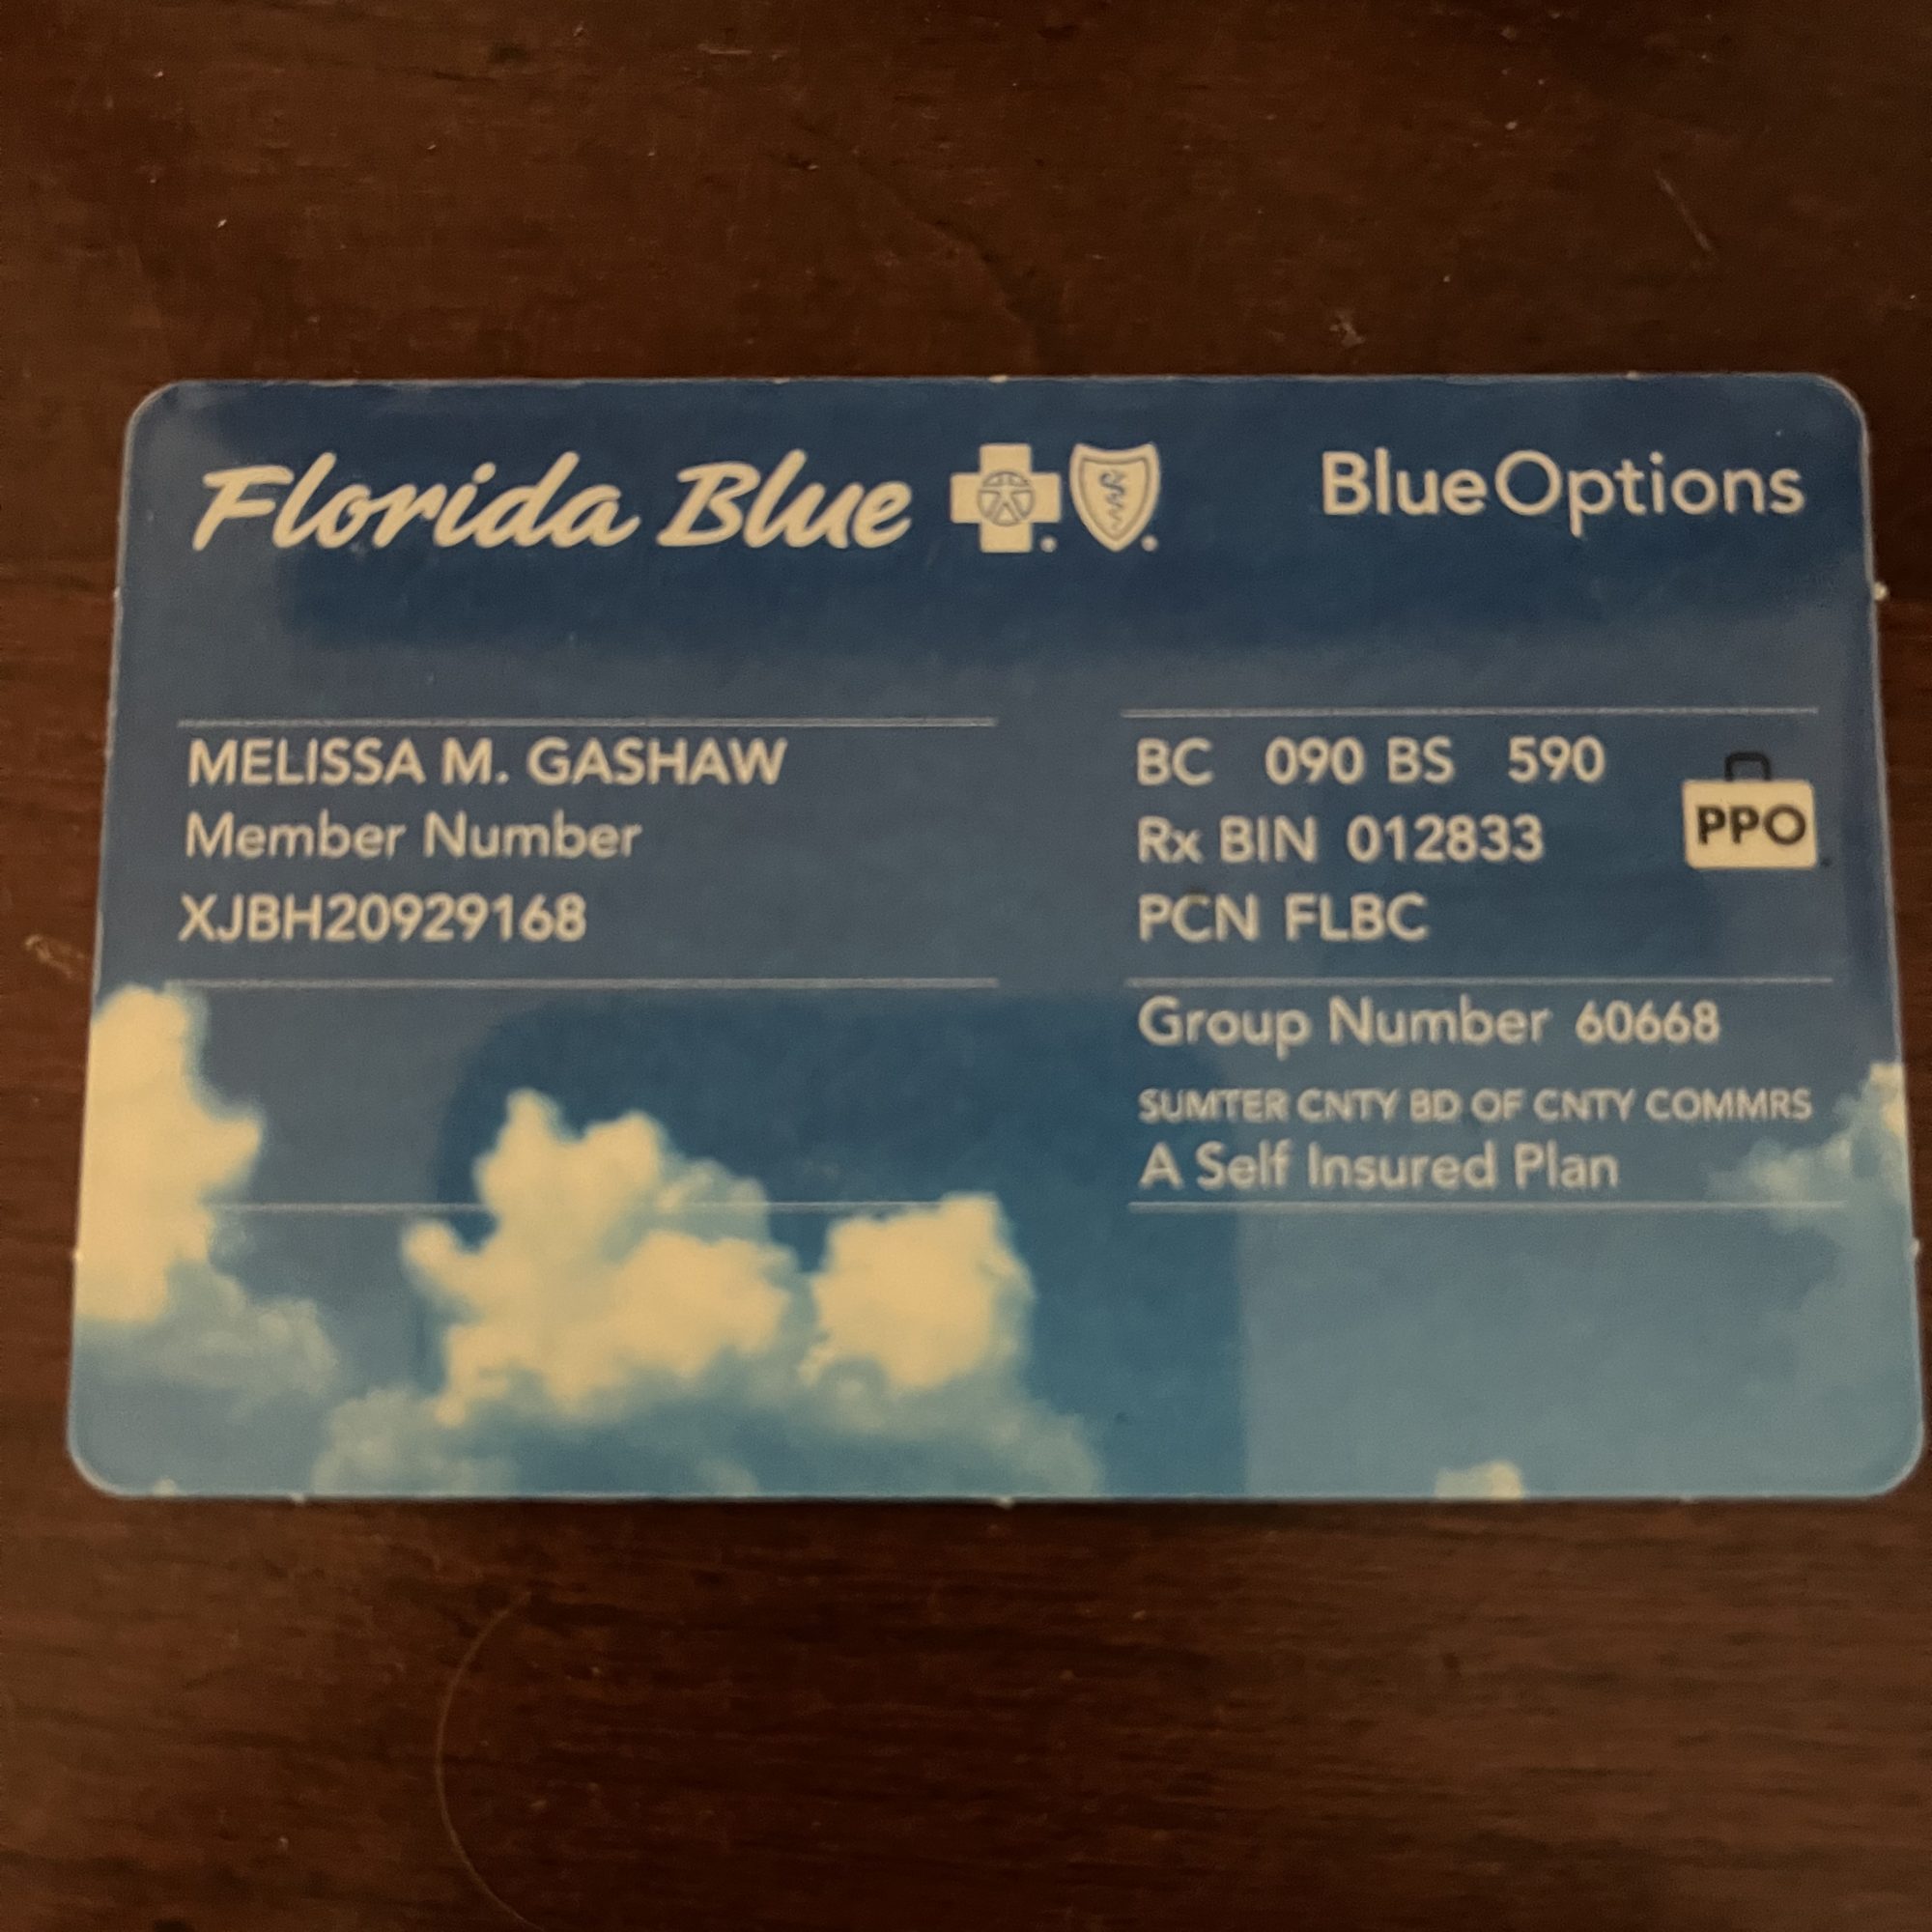 Florida Blue
BlueOptions
MELISSA M. GASHAW
Member Number
XJBH20929168
BC 090 BS 590
Rx BIN 012833
PCN FLBC
PPO
Group Number 60668
SUMTER CNTY BD OF CNTY COMMRS
A Self Insured Plan